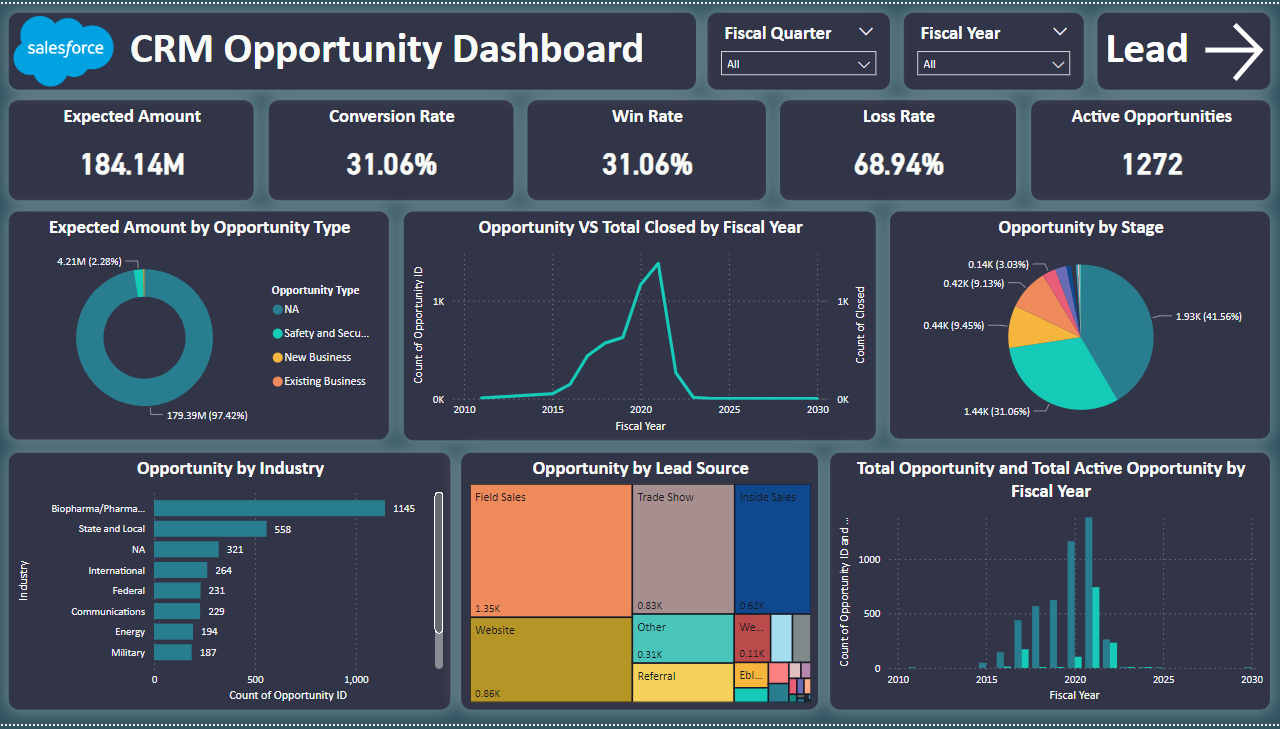 salesforce
CRM Opportunity Dashboard
Fiscal Quarter
All
Fiscal Year
All
Lead
Expected Amount
184.14M
Conversion Rate
31.06%
Win Rate
31.06%
Loss Rate
68.94%
Active Opportunities
1272
Expected Amount by Opportunity Type
4.21M (2.28%)
179.39M (97.42%)
Opportunity Type
NA
Safety and Secu...
New Business
Existing Business
Opportunity VS Total Closed by Fiscal Year
Count of Opportunity ID
1K
0K
2010
2015
2020
2025
2030
Fiscal Year
1K
0K
Count of Closed
Opportunity by Stage
0.14K (3.03%)
0.42K (9.13%)
0.44K (9.45%)
1.44K (31.06%)
1.93K (41.56%)
Opportunity by Industry
Industry
Biopharma/Pharma...
1145
State and Local
558
NA
321
International
264
Federal
231
Communications
229
Energy
194
Military
187
0
500
1,000
Count of Opportunity ID
Opportunity by Lead Source
Field Sales
1.35K
Website
0.86K
Trade Show
0.83K
Other
0.31K
Referral
Inside Sales
0.62K
We...
0.11K
Ebl...
Total Opportunity and Total Active Opportunity by
Fiscal Year
Count of Opportunity ID and ...
1000
500
0
2010
2015
2020
2025
2030
Fiscal Year